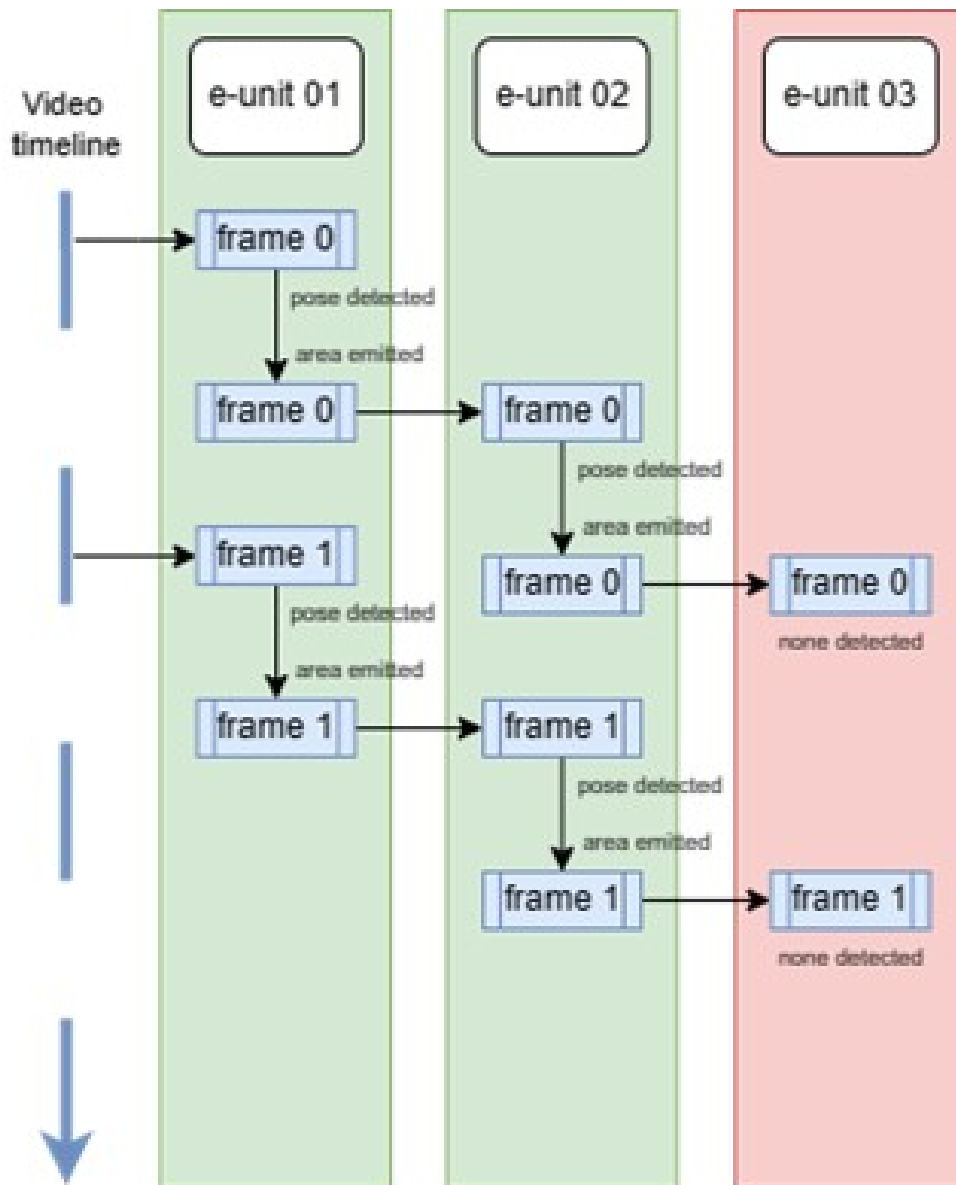 e-unit 01
e-unit 02
e-unit 03
Video
timeline
frame 0
pose detected
area emitted
frame 0
frame 0
pose detected
area emitted
frame 1
frame 0
frame 0
pose detected
none detected
area emitted
frame 1
frame 1
pose detected
area emitted
frame 1
frame 1
none detected